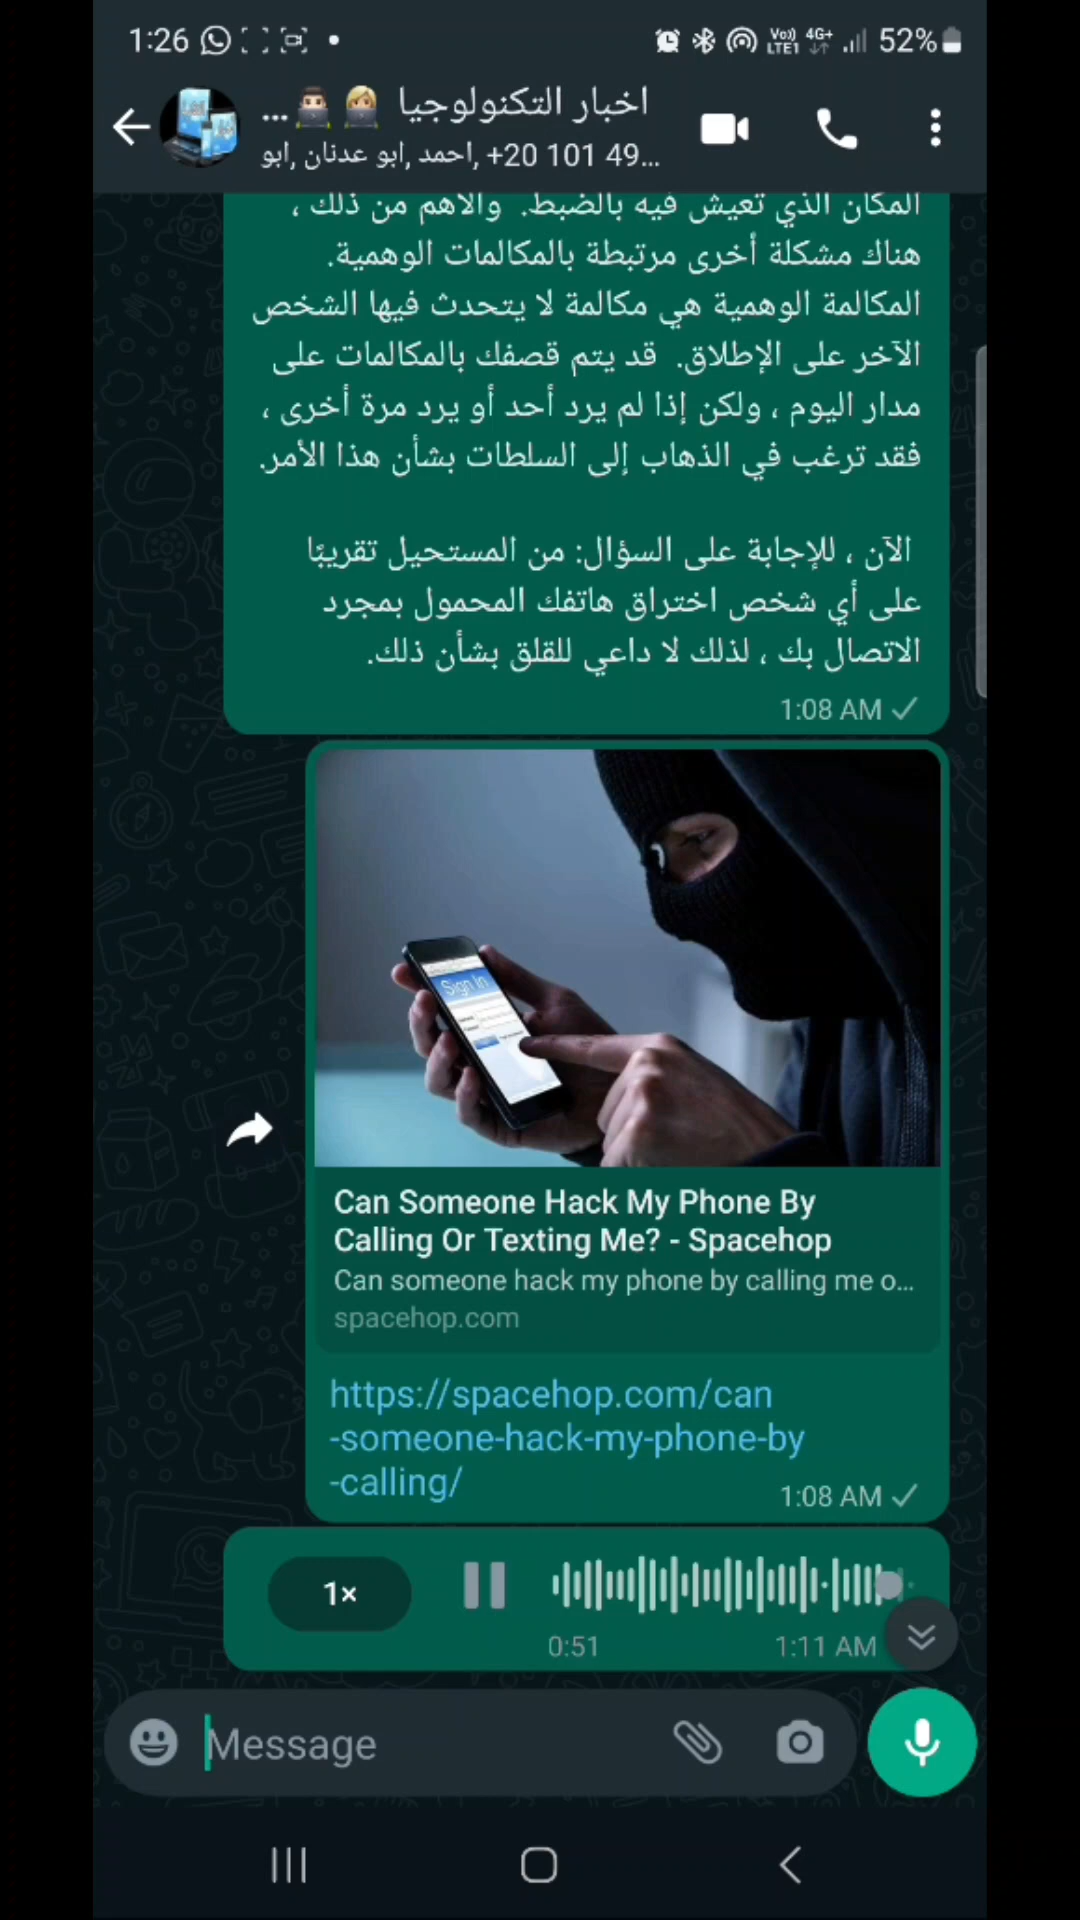 1:26
Vo)) LTE1 4G+ 52%
اخبار التكنولوجيا 👩🏼‍💻 👨🏻‍💻...
احمد, ابو عدنان, ابو, +20 101 49...
المكان الذي تعيش فيه بالضبط. والأهم من ذلك ،
هناك مشكلة أخرى مرتبطة بالمكالمات الوهمية.
المكالمة الوهمية هي مكالمة لا يتحدث فيها الشخص
الآخر على الإطلاق. قد يتم قصفك بالمكالمات على
مدار اليوم ، ولكن إذا لم يرد أحد أو يرد مرة أخرى ،
فقد ترغب في الذهاب إلى السلطات بشأن هذا الأمر.
الآن ، للإجابة على السؤال: من المستحيل تقريبًا
على أي شخص اختراق هاتفك المحمول بمجرد
الاتصال بك ، لذلك لا داعي للقلق بشأن ذلك.
1:08 AM
Sign In
Can Someone Hack My Phone By
Calling Or Texting Me? - Spacehop
Can someone hack my phone by calling me o...
spacehop.com
https://spacehop.com/can
-someone-hack-my-phone-by
-calling/
1:08 AM
1×
0:51
1:11 AM
Message